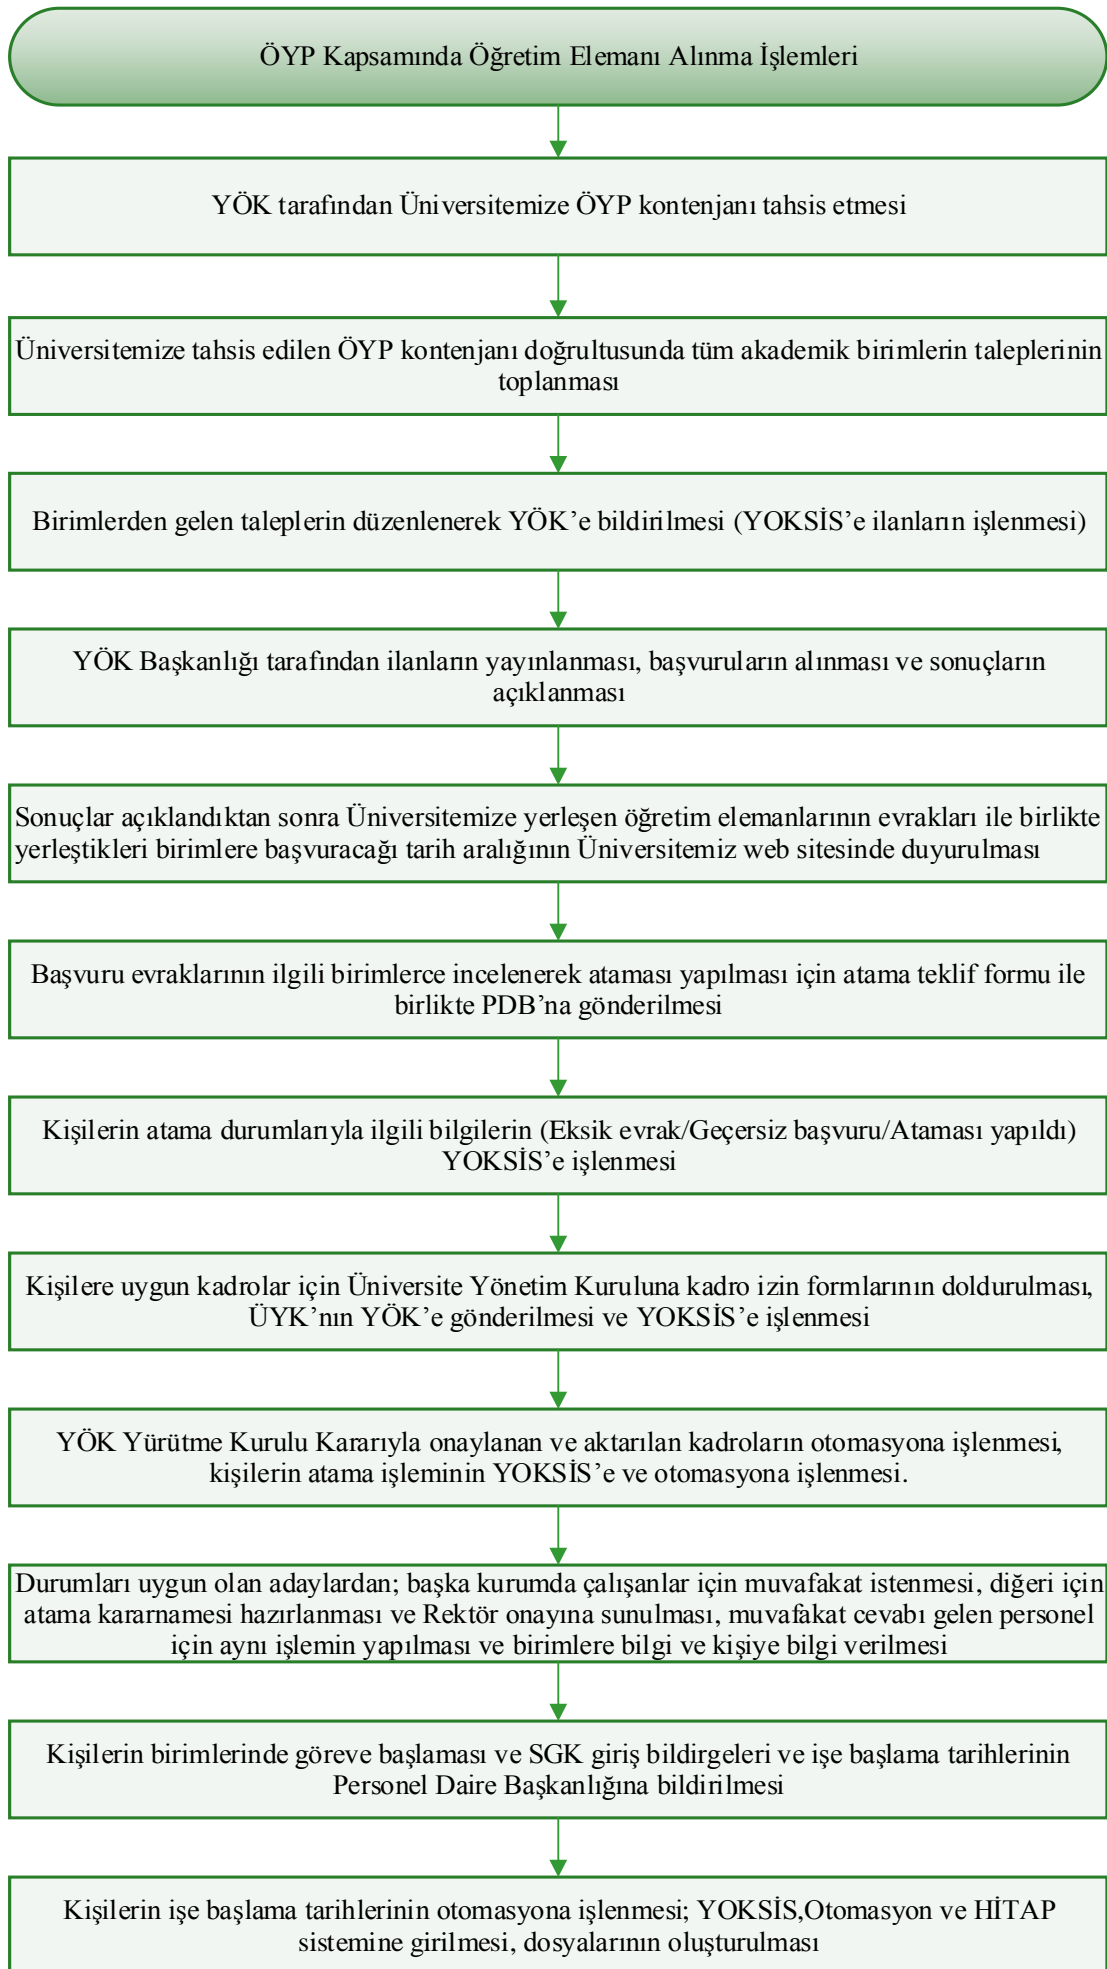 ÖYP Kapsamında Öğretim Elemanı Alınma İşlemleri
YÖK tarafından Üniversitemize ÖYP kontenjanı tahsis etmesi
Üniversitemize tahsis edilen ÖYP kontenjanı doğrultusunda tüm akademik birimlerin taleplerinin
toplanması
Birimlerden gelen taleplerin düzenlenerek YÖK’e bildirilmesi (YOKSİS’e ilanların işlenmesi)
YÖK Başkanlığı tarafından ilanların yayınlanması, başvuruların alınması ve sonuçların
açıklanması
Sonuçlar açıklandıktan sonra Üniversitemize yerleşen öğretim elemanlarının evrakları ile birlikte
yerleştikleri birimlere başvuracağı tarih aralığının Üniversitemiz web sitesinde duyurulması
Başvuru evraklarının ilgili birimlerce incelenerek ataması yapılması için atama teklif formu ile
birlikte PDB’na gönderilmesi
Kişilerin atama durumlarıyla ilgili bilgilerin (Eksik evrak/Geçersiz başvuru/Ataması yapıldı)
YOKSİS’e işlenmesi
Kişilere uygun kadrolar için Üniversite Yönetim Kuruluna kadro izin formlarının doldurulması,
ÜYK’nın YÖK’e gönderilmesi ve YOKSİS’e işlenmesi
YÖK Yürütme Kurulu Kararıyla onaylanan ve aktarılan kadroların otomasyona işlenmesi,
kişilerin atama işleminin YOKSİS’e ve otomasyona işlenmesi.
Durumları uygun olan adaylardan; başka kurumda çalışanlar için muvafakat istenmesi, diğeri için
atama kararnamesi hazırlanması ve Rektör onayına sunulması, muvafakat cevabı gelen personel
için aynı işlemin yapılması ve birimlere bilgi ve kişiye bilgi verilmesi
Kişilerin birimlerinde göreve başlaması ve SGK giriş bildirgeleri ve işe başlama tarihlerinin
Personel Daire Başkanlığına bildirilmesi
Kişilerin işe başlama tarihlerinin otomasyona işlenmesi; YOKSİS,Otomasyon ve HİTAP
sistemine girilmesi, dosyalarının oluşturulması